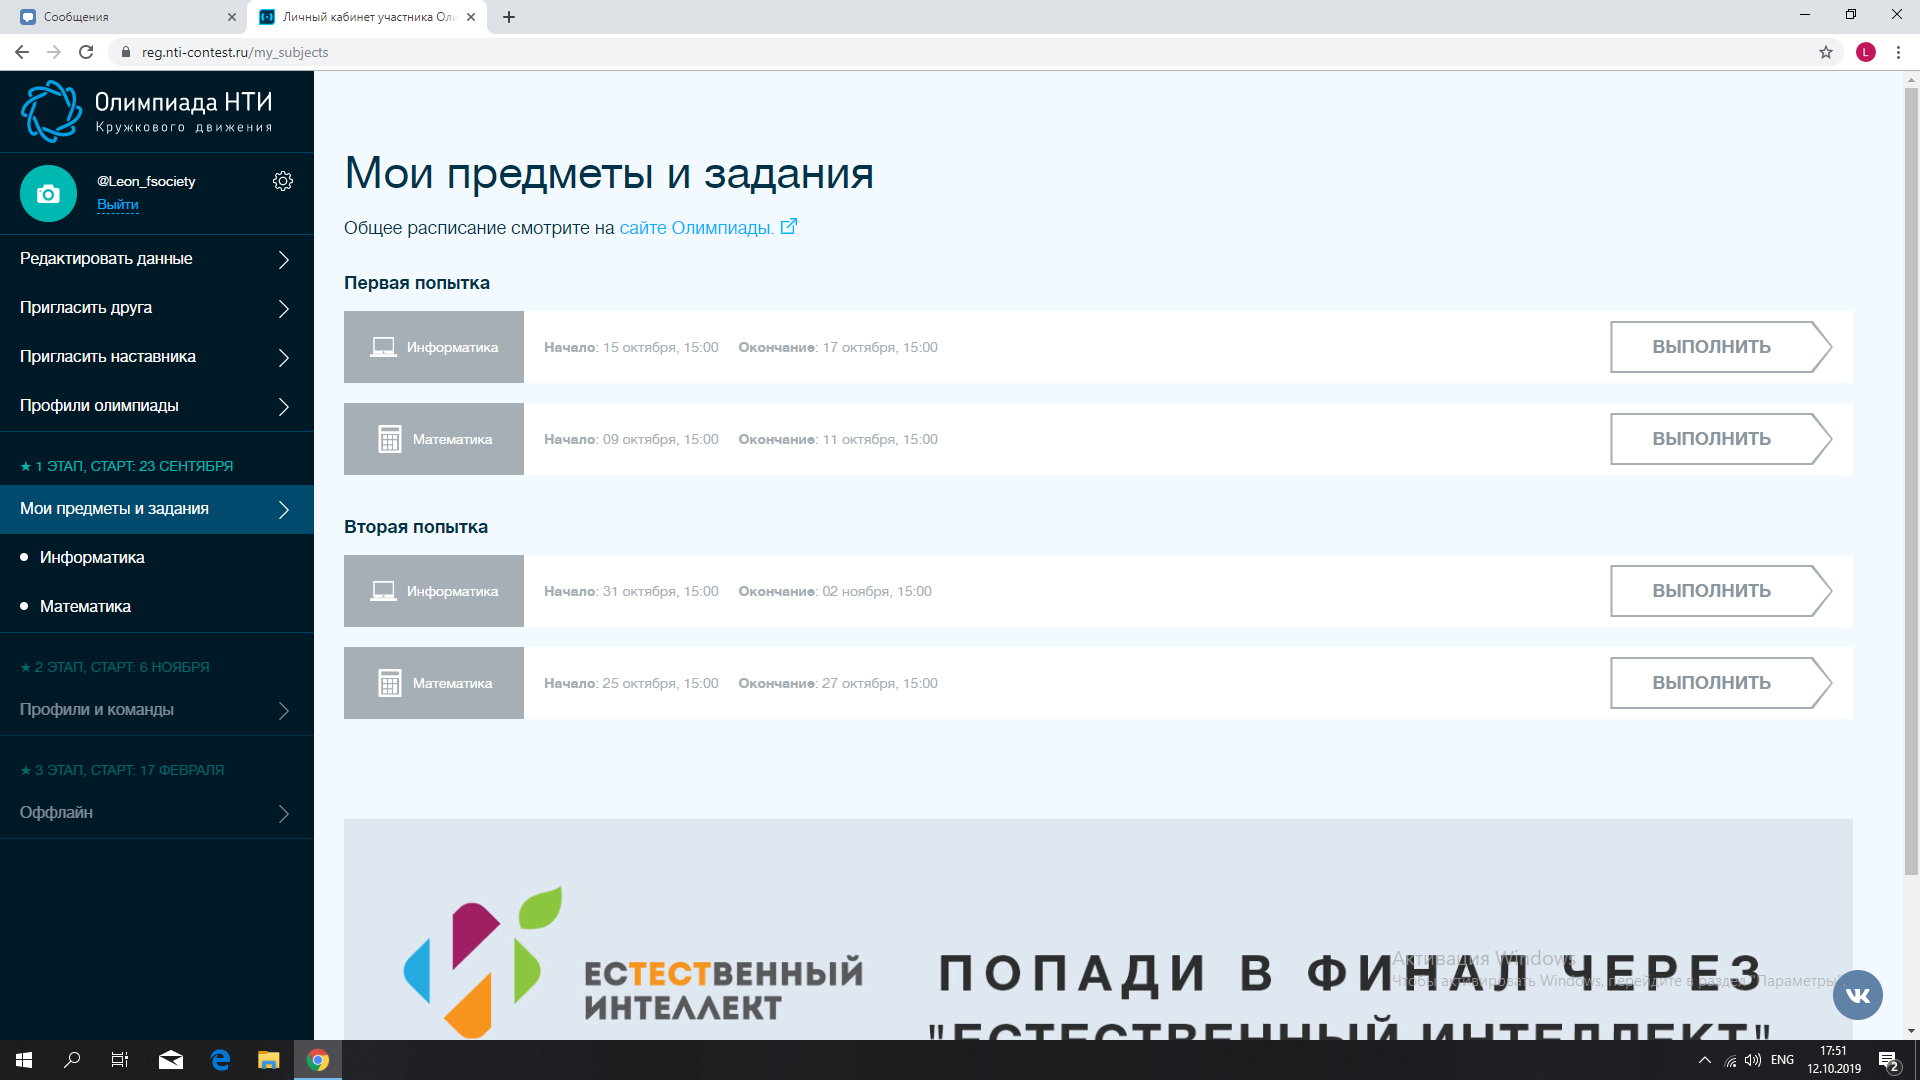 Сообщения
Личный кабинет участника Оли
reg.nti-contest.ru/my_subjects
L
Олимпиада НТИ
Кружкового движения
@Leon_fsociety
Выйти
Редактировать данные
Пригласить друга
Пригласить наставника
Профили олимпиады
★ 1 ЭТАП, СТАРТ: 23 СЕНТЯБРЯ
Мои предметы и задания
Информатика
Математика
★ 2 ЭТАП, СТАРТ: 6 НОЯБРЯ
Профили и команды
★ 3 ЭТАП, СТАРТ: 17 ФЕВРАЛЯ
Оффлайн
Мои предметы и задания
Общее расписание смотрите на сайте Олимпиады.
Первая попытка
Информатика Начало: 15 октября, 15:00 Окончание: 17 октября, 15:00 ВЫПОЛНИТЬ
Математика Начало: 09 октября, 15:00 Окончание: 11 октября, 15:00 ВЫПОЛНИТЬ
Вторая попытка
Информатика Начало: 31 октября, 15:00 Окончание: 02 ноября, 15:00 ВЫПОЛНИТЬ
Математика Начало: 25 октября, 15:00 Окончание: 27 октября, 15:00 ВЫПОЛНИТЬ
ЕСТЕСТВЕННЫЙ
ИНТЕЛЛЕКТ
ПОПАДИ В ФИНАЛ ЧЕРЕЗ
"ЕСТЕСТВЕННЫЙ ИНТЕЛЛЕКТ"
Активация Windows
Чтобы активировать Windows, перейдите в раздел "Параметры".
ENG
17:51
12.10.2019
2